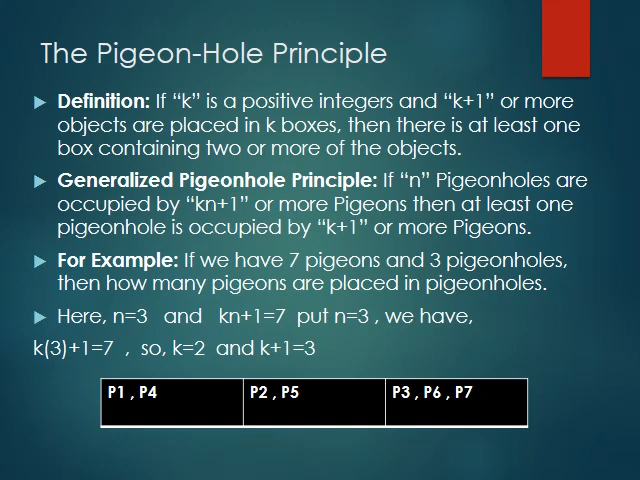 The Pigeon-Hole Principle
Definition: If “k” is a positive integers and “k+1” or more
objects are placed in k boxes, then there is at least one
box containing two or more of the objects.
Generalized Pigeonhole Principle: If “n” Pigeonholes are
occupied by “kn+1” or more Pigeons then at least one
pigeonhole is occupied by “k+1” or more Pigeons.
For Example: If we have 7 pigeons and 3 pigeonholes,
then how many pigeons are placed in pigeonholes.
Here, n=3 and kn+1=7 put n=3 , we have,
k(3)+1=7 , so, k=2 and k+1=3
P1 , P4 P2 , P5 P3 , P6 , P7